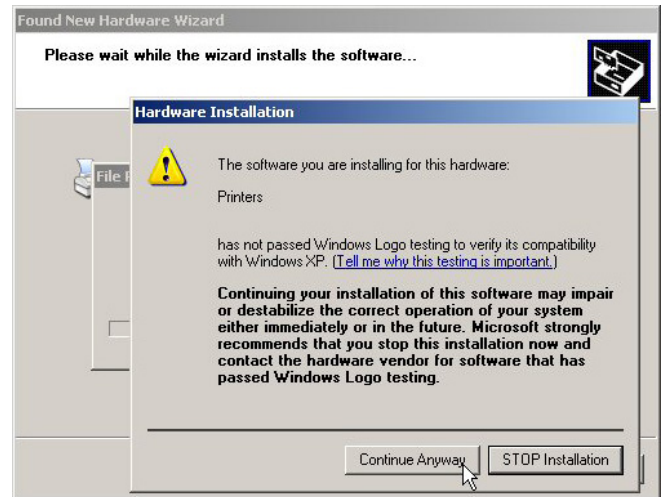 Found New Hardware Wizard
Please wait while the wizard installs the software...
Hardware Installation
File
The software you are installing for this hardware:
Printers
has not passed Windows Logo testing to verify its compatibility
with Windows XP. (Tell me why this testing is important.)
Continuing your installation of this software may impair
or destabilize the correct operation of your system
either immediately or in the future. Microsoft strongly
recommends that you stop this installation now and
contact the hardware vendor for software that has
passed Windows Logo testing.
Continue Anyway
STOP Installation